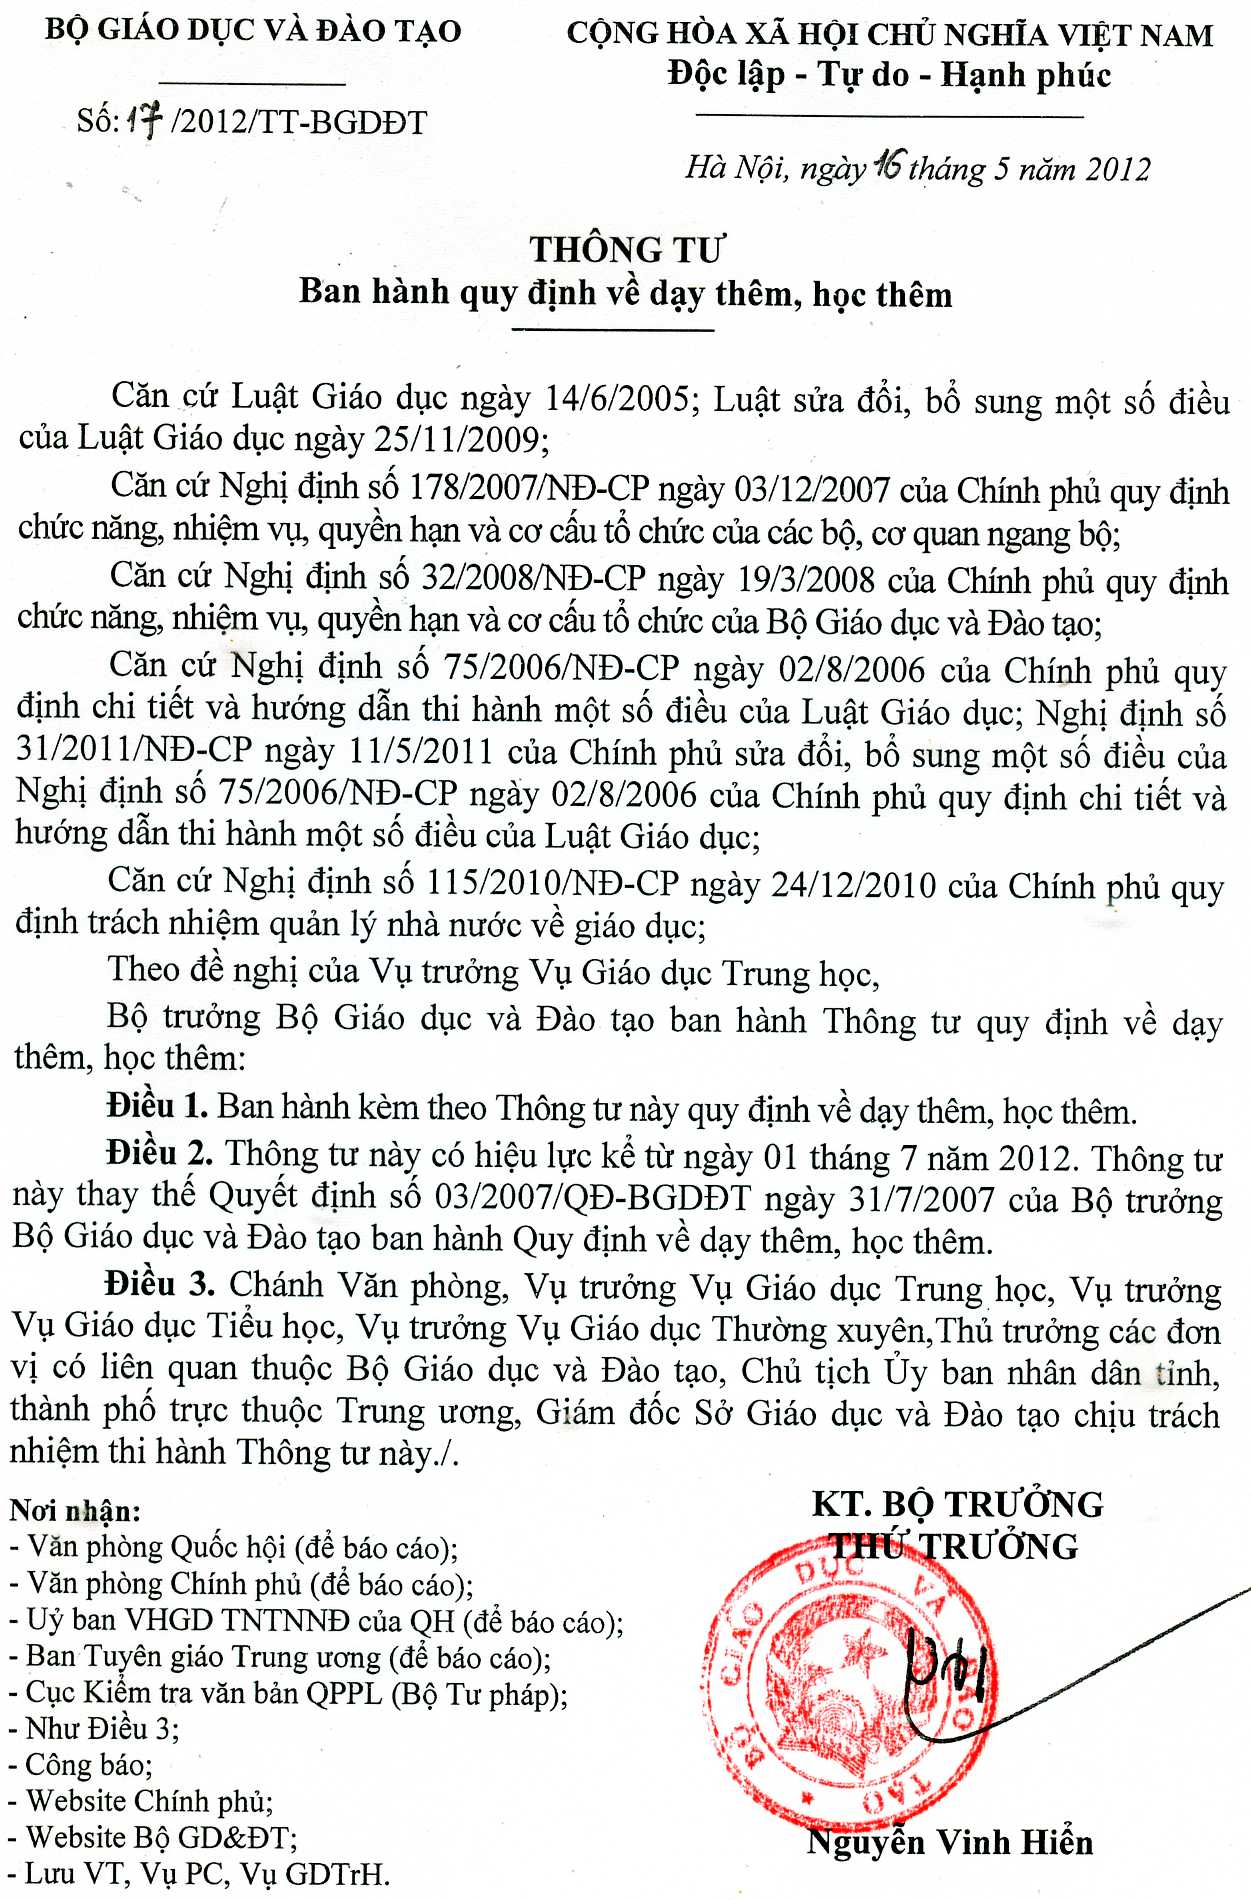 BỘ GIÁO DỤC VÀ ĐÀO TẠO
CỘNG HÒA XÃ HỘI CHỦ NGHĨA VIỆT NAM
Độc lập - Tự do - Hạnh phúc
Số: 17 /2012/TT-BGDĐT
Hà Nội, ngày 16 tháng 5 năm 2012
THÔNG TƯ
Ban hành quy định về dạy thêm, học thêm
Căn cứ Luật Giáo dục ngày 14/6/2005; Luật sửa đổi, bổ sung một số điều
của Luật Giáo dục ngày 25/11/2009;
Căn cứ Nghị định số 178/2007/NĐ-CP ngày 03/12/2007 của Chính phủ quy định
chức năng, nhiệm vụ, quyền hạn và cơ cấu tổ chức của các bộ, cơ quan ngang bộ;
Căn cứ Nghị định số 32/2008/NĐ-CP ngày 19/3/2008 của Chính phủ quy định
chức năng, nhiệm vụ, quyền hạn và cơ cấu tổ chức của Bộ Giáo dục và Đào tạo;
Căn cứ Nghị định số 75/2006/NĐ-CP ngày 02/8/2006 của Chính phủ quy
định chi tiết và hướng dẫn thi hành một số điều của Luật Giáo dục; Nghị định số
31/2011/NĐ-CP ngày 11/5/2011 của Chính phủ sửa đổi, bổ sung một số điều của
Nghị định số 75/2006/NĐ-CP ngày 02/8/2006 của Chính phủ quy định chi tiết và
hướng dẫn thi hành một số điều của Luật Giáo dục;
Căn cứ Nghị định số 115/2010/NĐ-CP ngày 24/12/2010 của Chính phủ quy
định trách nhiệm quản lý nhà nước về giáo dục;
Theo đề nghị của Vụ trưởng Vụ Giáo dục Trung học,
Bộ trưởng Bộ Giáo dục và Đào tạo ban hành Thông tư quy định về dạy
thêm, học thêm:
Điều 1. Ban hành kèm theo Thông tư này quy định về dạy thêm, học thêm.
Điều 2. Thông tư này có hiệu lực kể từ ngày 01 tháng 7 năm 2012. Thông tư
này thay thế Quyết định số 03/2007/QĐ-BGDĐT ngày 31/7/2007 của Bộ trưởng
Bộ Giáo dục và Đào tạo ban hành Quy định về dạy thêm, học thêm.
Điều 3. Chánh Văn phòng, Vụ trưởng Vụ Giáo dục Trung học, Vụ trưởng
Vụ Giáo dục Tiểu học, Vụ trưởng Vụ Giáo dục Thường xuyên,Thủ trưởng các đơn
vị có liên quan thuộc Bộ Giáo dục và Đào tạo, Chủ tịch Ủy ban nhân dân tỉnh,
thành phố trực thuộc Trung ương, Giám đốc Sở Giáo dục và Đào tạo chịu trách
nhiệm thi hành Thông tư này./.
Nơi nhận:
- Văn phòng Quốc hội (để báo cáo);
- Văn phòng Chính phủ (để báo cáo);
- Uỷ ban VHGD TNTNNĐ của QH (để báo cáo);
- Ban Tuyên giáo Trung ương (để báo cáo);
- Cục Kiểm tra văn bản QPPL (Bộ Tư pháp);
- Như Điều 3;
- Công báo;
- Website Chính phủ;
- Website Bộ GD&ĐT;
- Lưu VT, Vụ PC, Vụ GDTrH.
KT. BỘ TRƯỞNG
THỨ TRƯỞNG
BỘ GIÁO DỤC VÀ ĐÀO TẠO
Nguyễn Vinh Hiển